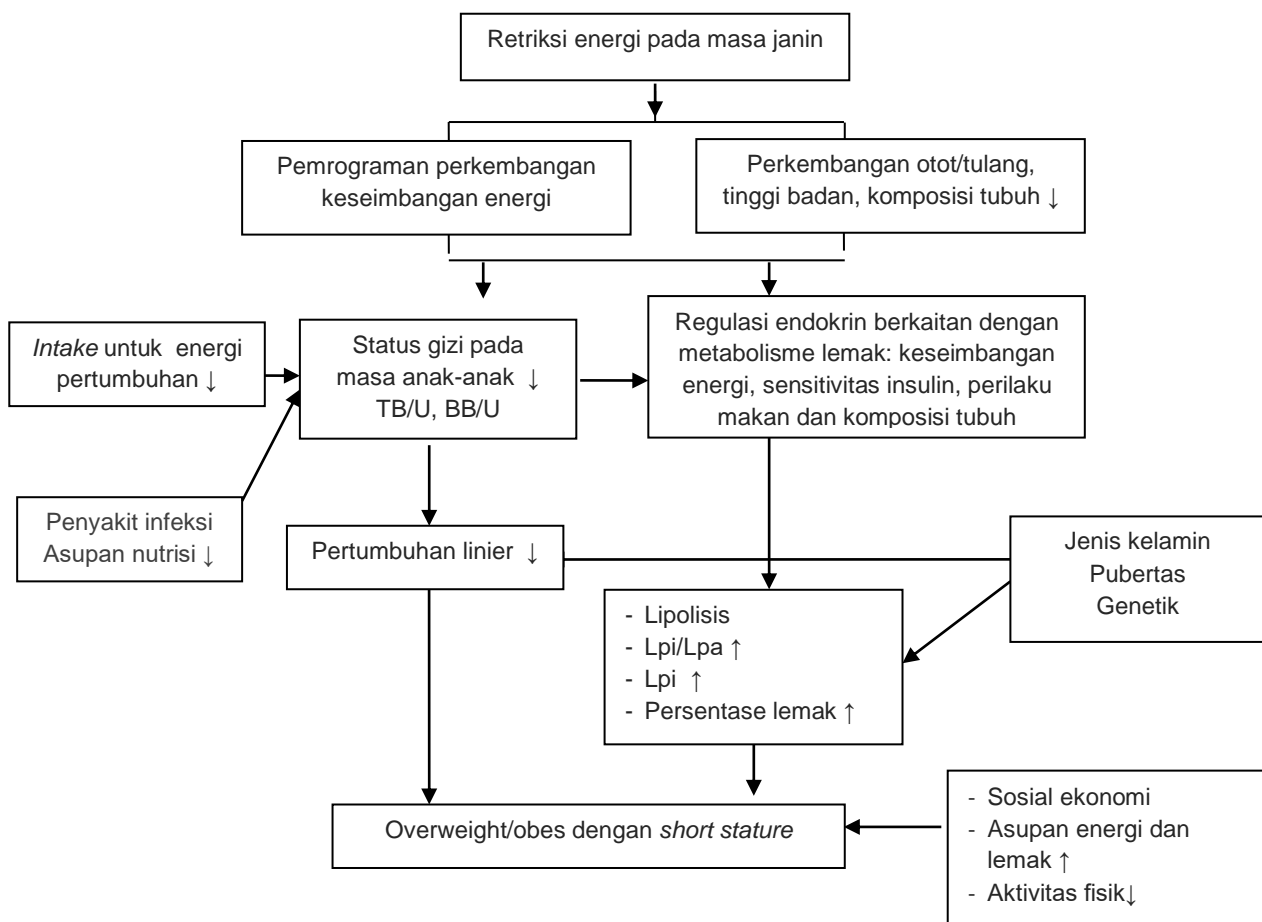 Retriksi energi pada masa janin
Pemrograman perkembangan
keseimbangan energi
Perkembangan otot/tulang,
tinggi badan, komposisi tubuh ↓
Intake untuk energi
pertumbuhan ↓
Status gizi pada
masa anak-anak ↓
TB/U, BB/U
Regulasi endokrin berkaitan dengan
metabolisme lemak: keseimbangan
energi, sensitivitas insulin, perilaku
makan dan komposisi tubuh
Penyakit infeksi
Asupan nutrisi ↓
Pertumbuhan linier ↓
Jenis kelamin
Pubertas
Genetik
- Lipolisis
- Lpi/Lpa ↑
- Lpi ↑
- Persentase lemak ↑
Overweight/obes dengan short stature
- Sosial ekonomi
- Asupan energi dan
lemak ↑
- Aktivitas fisik↓